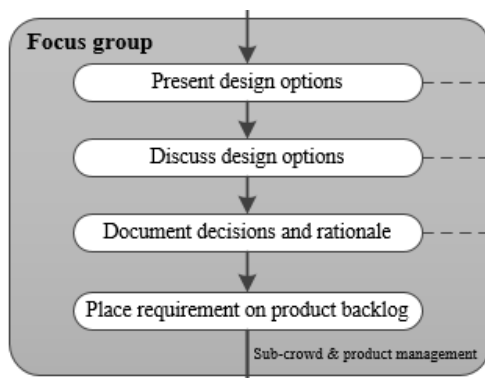 Focus group
Present design options
Discuss design options
Document decisions and rationale
Place requirement on product backlog
Sub-crowd & product management